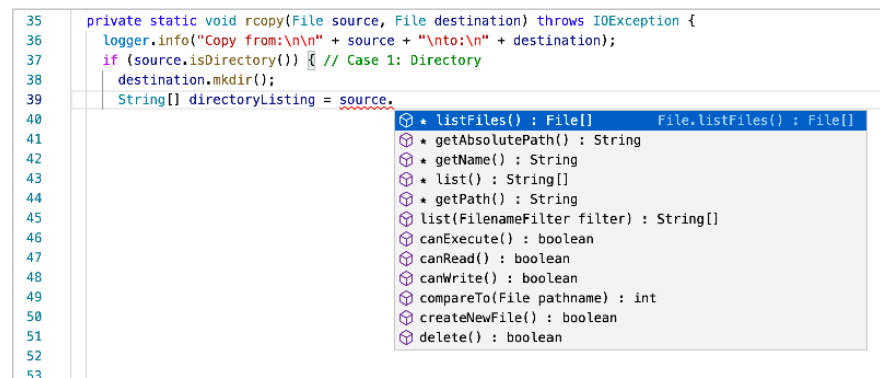 35 private static void rcopy(File source, File destination) throws IOException {
36 logger.info("Copy from:\n\n" + source + "\nto:\n" + destination);
37 if (source.isDirectory()) { // Case 1: Directory
38 destination.mkdir();
39 String[] directoryListing = source.
40 ★ listFiles() : File[] File.listFiles() : File[]
41 ★ getAbsolutePath() : String
42 ★ getName() : String
43 ★ list() : String[]
44 ★ getPath() : String
45 list(FilenameFilter filter) : String[]
46 canExecute() : boolean
47 canRead() : boolean
48 canWrite() : boolean
49 compareTo(File pathname) : int
50 createNewFile() : boolean
51 delete() : boolean
52
53